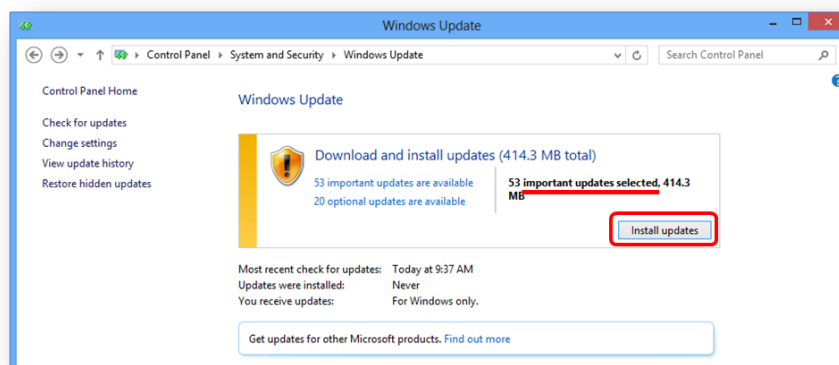 Windows Update
Control Panel System and Security Windows Update
Search Control Panel
Control Panel Home
Check for updates
Change settings
View update history
Restore hidden updates
Windows Update
Download and install updates (414.3 MB total)
53 important updates are available
20 optional updates are available
53 important updates selected, 414.3
MB
Install updates
Most recent check for updates: Today at 9:37 AM
Updates were installed: Never
You receive updates: For Windows only.
Get updates for other Microsoft products. Find out more